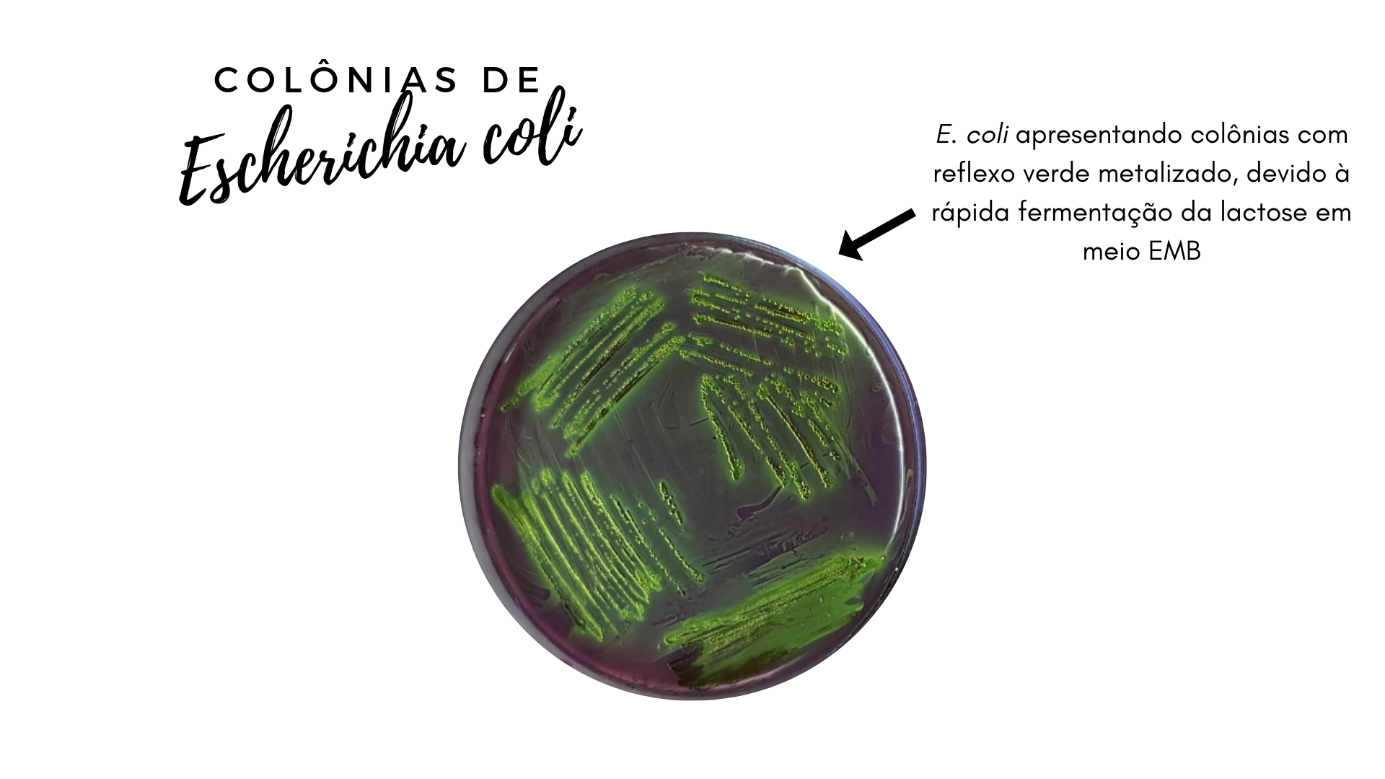 COLÔNIAS DE
Escherichia coli
E. coli apresentando colônias com
reflexo verde metalizado, devido à
rápida fermentação da lactose em
meio EMB